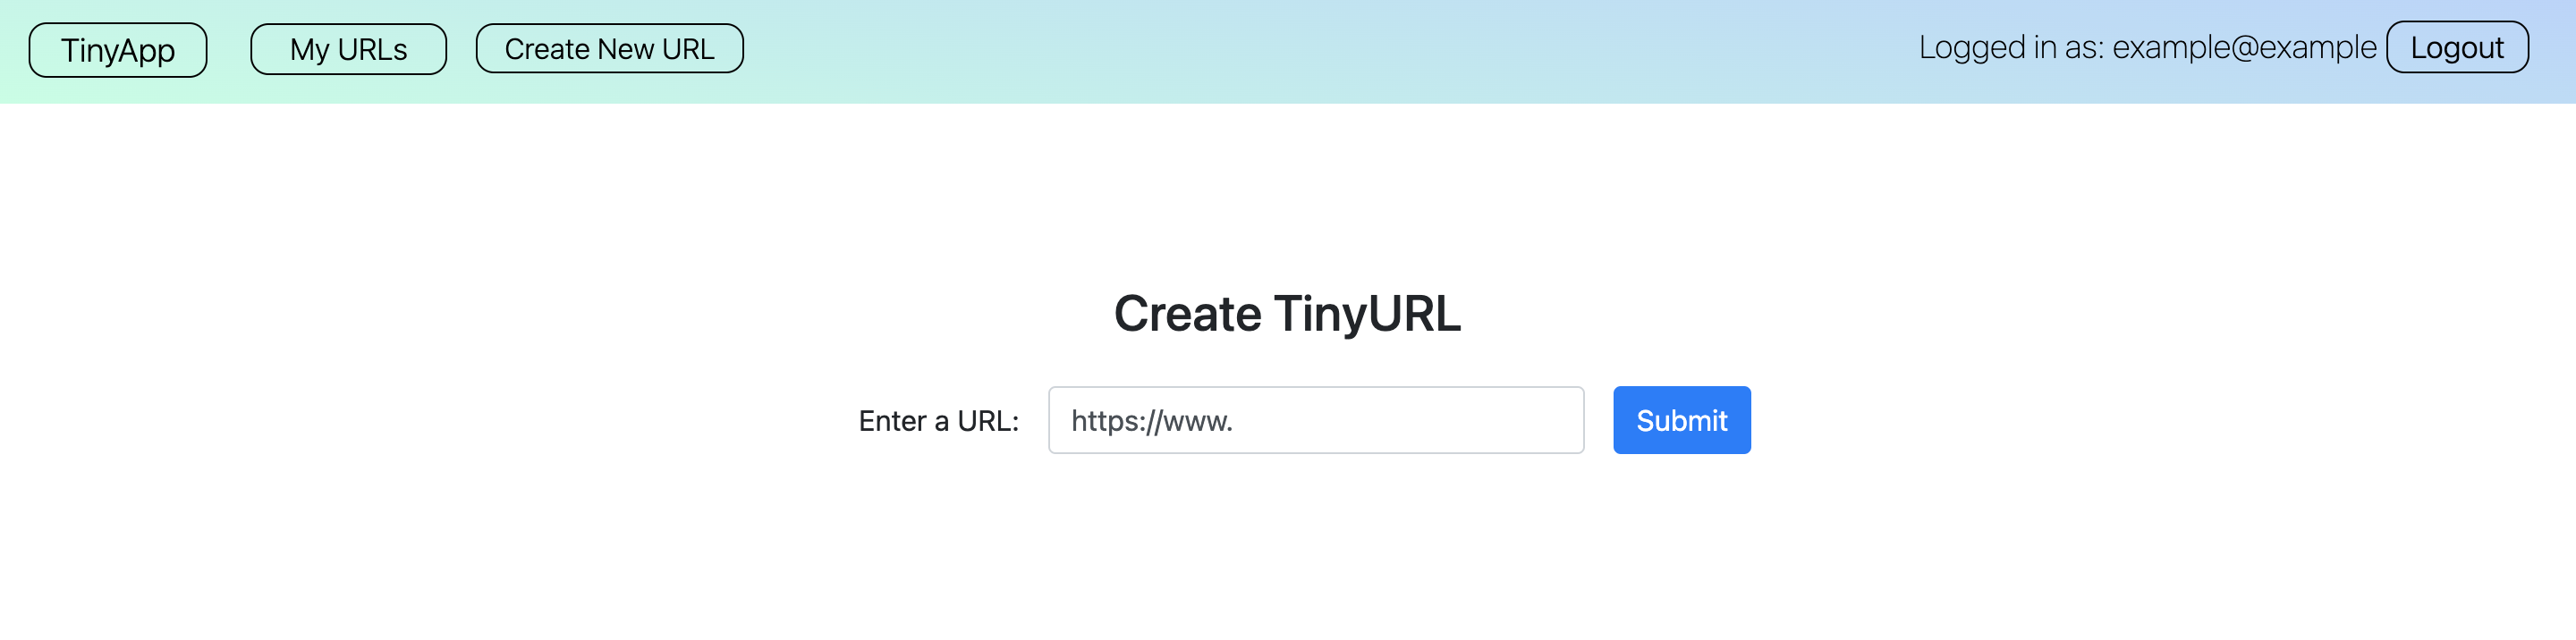 TinyApp
My URLs
Create New URL
Logged in as: example@example
Logout
Create TinyURL
Enter a URL:
https://www.
Submit